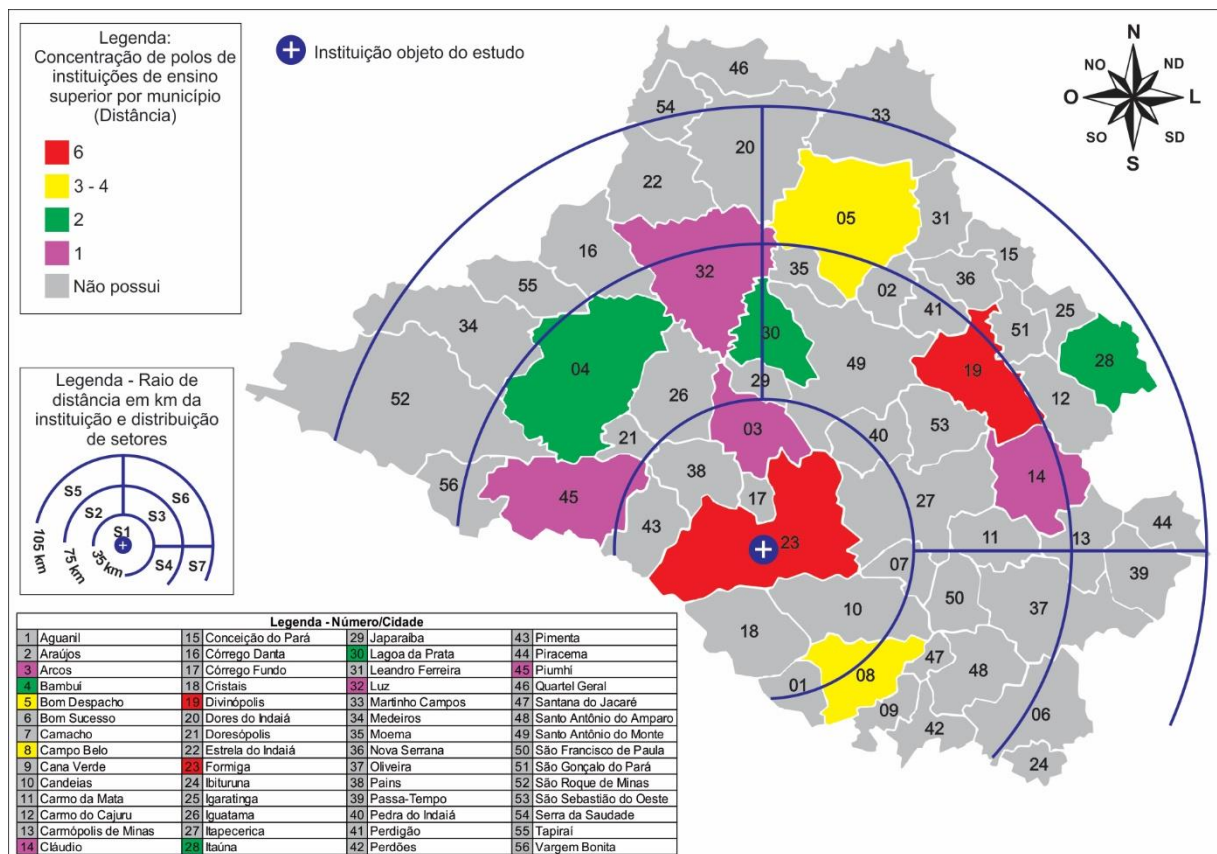 Legenda:
Concentração de polos de
instituições de ensino
superior por município
(Distância)
6
3 - 4
2
1
Não possui
Instituição objeto do estudo
N
NO
ND
O
L
SO
SD
S
46
54
33
20
22
05
31
16
15
32
35
36
55
02
25
41
51
34
30
28
04
49
19
52
29
26
12
03
53
21
40
38
14
56
45
27
17
44
43
23
11
13
07
39
50
10
37
18
47
48
08
01
09
06
42
24
Legenda - Raio de
distância em km da
instituição e distribuição
de setores
S5
S6
S2
S3
S1
S4
S7
105 km
75 km
35 km
Legenda - Número/Cidade
1 Aguanil 15 Conceição do Pará 29 Japaraíba 43 Pimenta
2 Araújos 16 Córrego Danta 30 Lagoa da Prata 44 Piracema
3 Arcos 17 Córrego Fundo 31 Leandro Ferreira 45 Piumhí
4 Bambuí 18 Cristais 32 Luz 46 Quartel Geral
5 Bom Despacho 19 Divinópolis 33 Martinho Campos 47 Santana do Jacaré
6 Bom Sucesso 20 Dores do Indaiá 34 Medeiros 48 Santo Antônio do Amparo
7 Camacho 21 Doresópolis 35 Moema 49 Santo Antônio do Monte
8 Campo Belo 22 Estrela do Indaiá 36 Nova Serrana 50 São Francisco de Paula
9 Cana Verde 23 Formiga 37 Oliveira 51 São Gonçalo do Pará
10 Candeias 24 Ibituruna 38 Pains 52 São Roque de Minas
11 Carmo da Mata 25 Igaratinga 39 Passa-Tempo 53 São Sebastião do Oeste
12 Carmo do Cajuru 26 Iguatama 40 Pedra do Indaiá 54 Serra da Saudade
13 Carmópolis de Minas 27 Itapecerica 41 Perdigão 55 Tapiraí
14 Cláudio 28 Itaúna 42 Perdões 56 Vargem Bonita